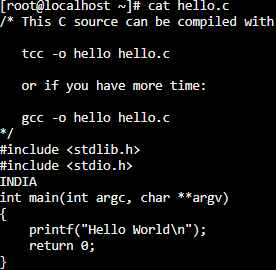 [root@localhost ~]# cat hello.c
/* This C source can be compiled with

   tcc -o hello hello.c

   or if you have more time:

   gcc -o hello hello.c
*/
#include <stdlib.h>
#include <stdio.h>
INDIA
int main(int argc, char **argv)
{
    printf("Hello World\n");
    return 0;
}